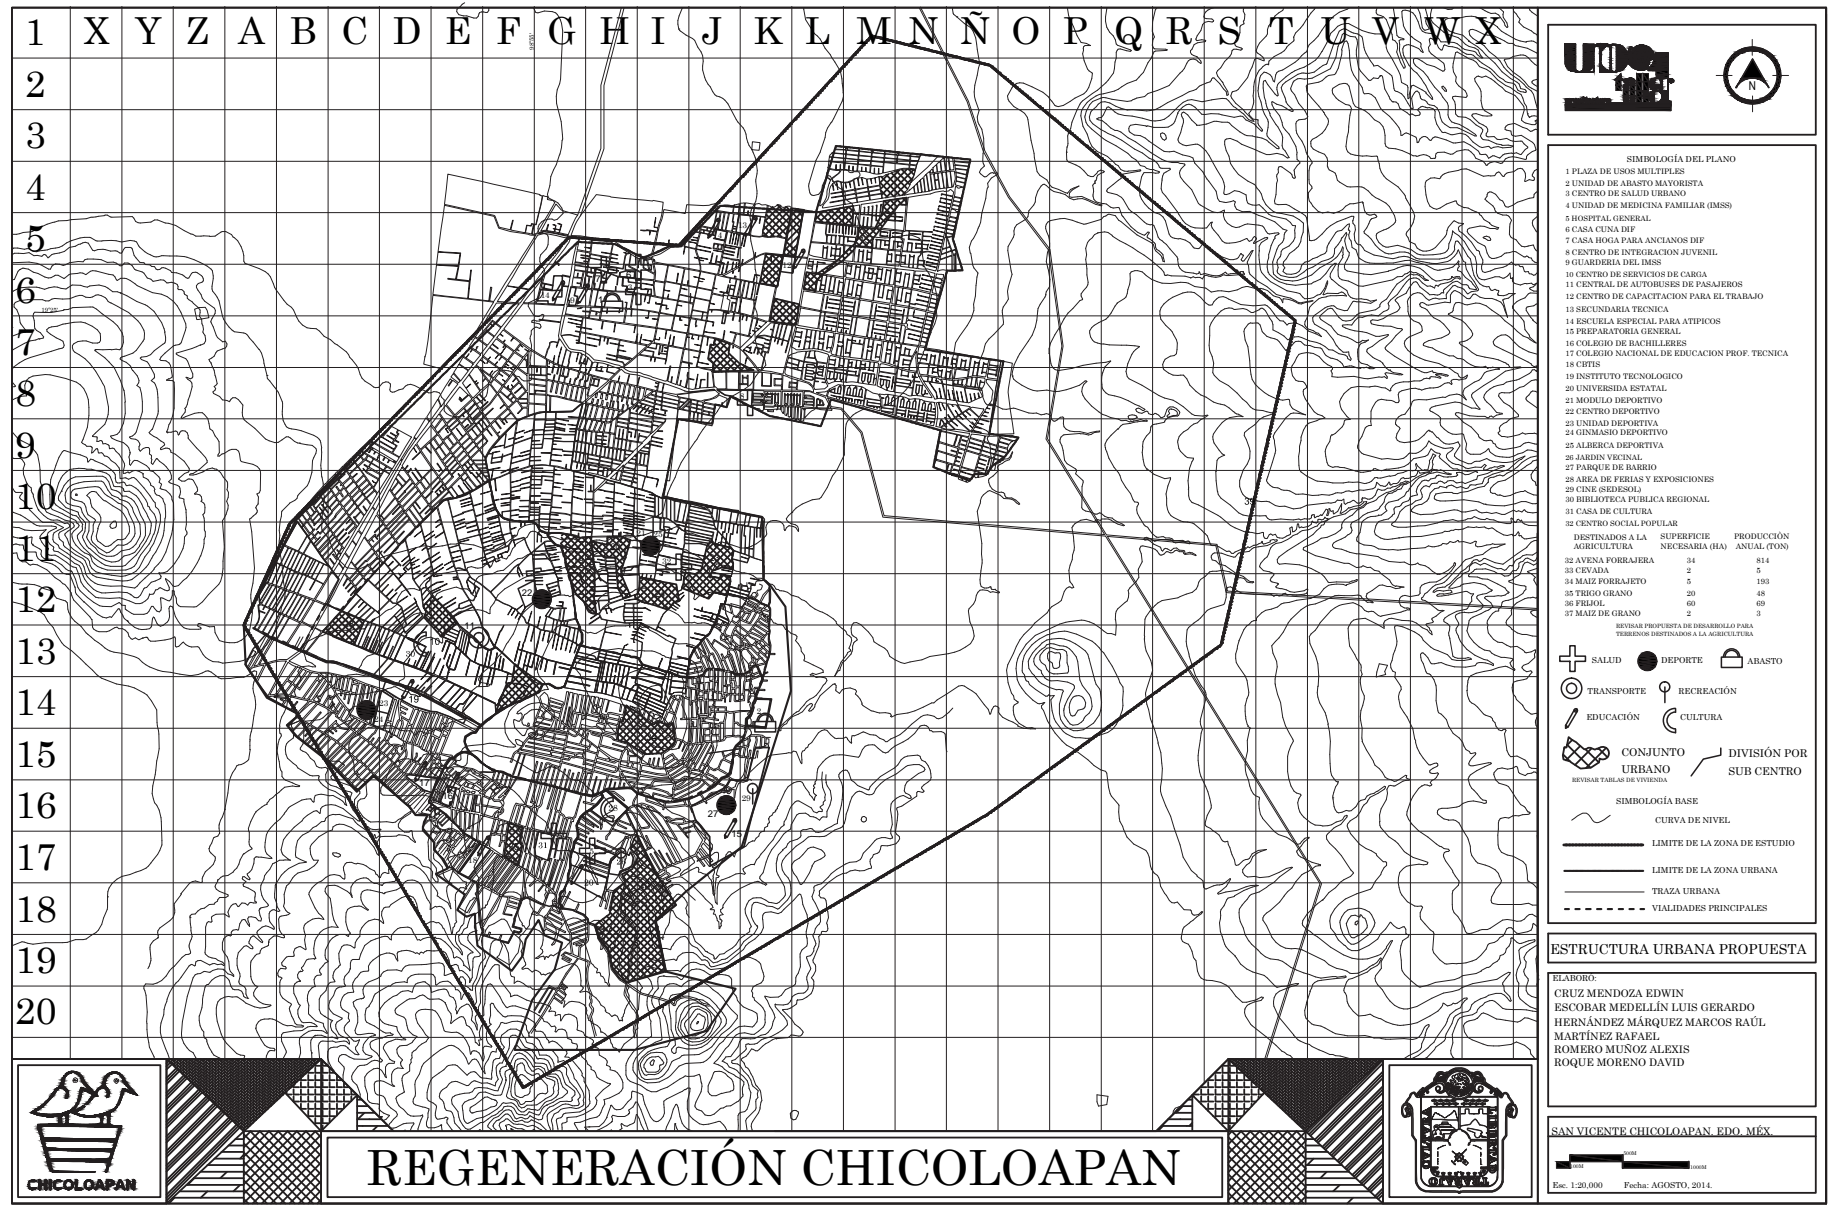 1 X Y Z A B C D E F G H I J K L M N Ñ O P Q R S T U V W X
2
3
4
5
6
7
8
9
10
11
12
13
14
15
16
17
18
19
20
N
SIMBOLOGÍA DEL PLANO
1 PLAZA DE USOS MULTIPLES
2 UNIDAD DE ABASTO MAYORISTA
3 CENTRO DE SALUD URBANO
4 UNIDAD DE MEDICINA FAMILIAR (IMSS)
5 HOSPITAL GENERAL
6 CASA CUNA DIF
7 CASA HOGA PARA ANCIANOS DIF
8 CENTRO DE INTEGRACION JUVENIL
9 GUARDERIA DEL IMSS
10 CENTRO DE SERVICIOS DE CARGA
11 CENTRAL DE AUTOBUSES DE PASAJEROS
12 CENTRO DE CAPACITACION PARA EL TRABAJO
13 SECUNDARIA TECNICA
14 ESCUELA ESPECIAL PARA ATIPICOS
15 PREPARATORIA GENERAL
16 COLEGIO DE BACHILLERES
17 COLEGIO NACIONAL DE EDUCACION PROF. TECNICA
18 CBTIS
19 INSTITUTO TECNOLOGICO
20 UNIVERSIDA ESTATAL
21 MODULO DEPORTIVO
22 CENTRO DEPORTIVO
23 UNIDAD DEPORTIVA
24 GINMASIO DEPORTIVO
25 ALBERCA DEPORTIVA
26 JARDIN VECINAL
27 PARQUE DE BARRIO
28 AREA DE FERIAS Y EXPOSICIONES
29 CINE (SEDESOL)
30 BIBLIOTECA PUBLICA REGIONAL
31 CASA DE CULTURA
32 CENTRO SOCIAL POPULAR
DESTINADOS A LA SUPERFICIE PRODUCCIÒN
AGRICULTURA NECESARIA (HA) ANUAL (TON)
32 AVENA FORRAJERA 34 814
33 CEVADA 2 5
34 MAIZ FORRAJETO 5 193
35 TRIGO GRANO 20 48
36 FRIJOL 60 69
37 MAIZ DE GRANO 2 3
REVISAR PROPUESTA DE DESARROLLO PARA
TERRENOS DESTINADOS A LA AGRICULTURA
SALUD DEPORTE ABASTO
TRANSPORTE RECREACIÓN
EDUCACIÓN CULTURA
CONJUNTO DIVISIÓN POR
URBANO SUB CENTRO
REVISAR TABLAS DE VIVIENDA
SIMBOLOGÍA BASE
CURVA DE NIVEL
LIMITE DE LA ZONA DE ESTUDIO
LIMITE DE LA ZONA URBANA
TRAZA URBANA
VIALIDADES PRINCIPALES
ESTRUCTURA URBANA PROPUESTA
ELABORO:
CRUZ MENDOZA EDWIN
ESCOBAR MEDELLÍN LUIS GERARDO
HERNÁNDEZ MÁRQUEZ MARCOS RAÚL
MARTÍNEZ RAFAEL
ROMERO MUÑOZ ALEXIS
ROQUE MORENO DAVID
SAN VICENTE CHICOLOAPAN. EDO. MÉX.
500M
100M 1000M
Esc. 1:20,000 Fecha: AGOSTO, 2014.
CHICOLOAPAN
REGENERACIÓN CHICOLOAPAN
LIBERTAD
TRABAJO
22
11
19
23
29
27
15
31